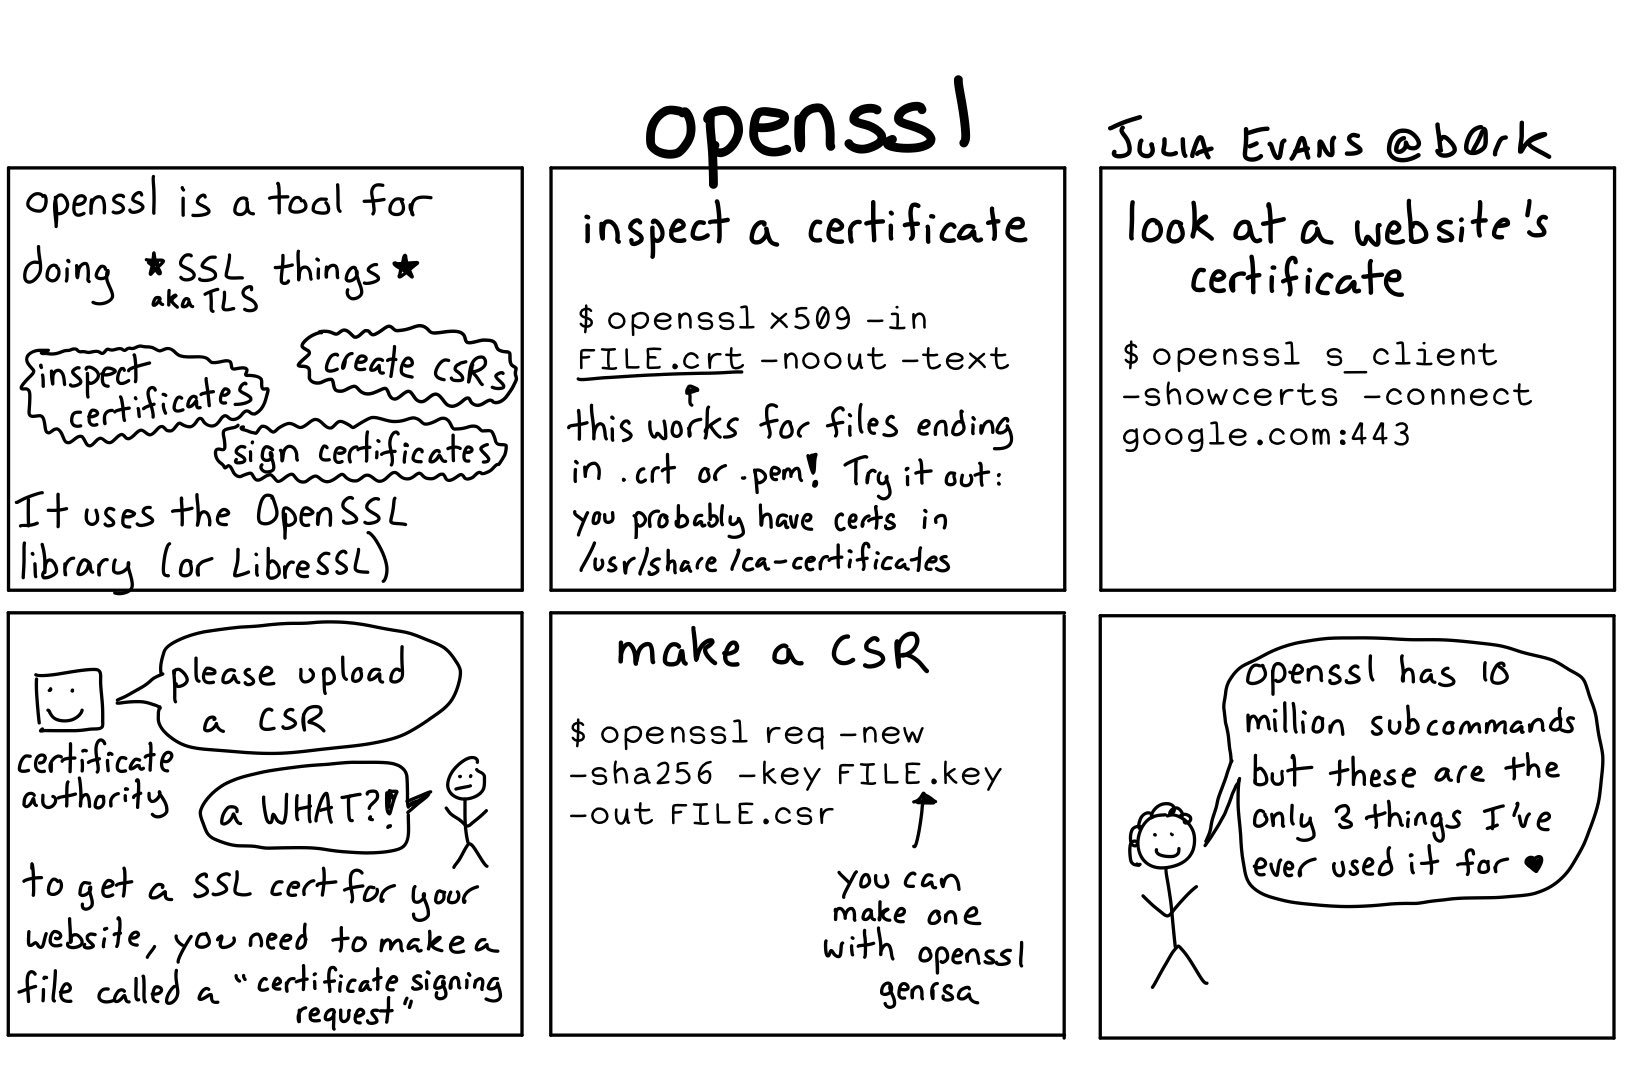 openssl
JULIA EVANS @b0rk
openssl is a tool for
doing ★ SSL things ★
aka TLS
inspect
certificates
create CSRs
sign certificates
It uses the OpenSSL
library (or LibreSSL)
inspect a certificate
$ openssl x509 -in
FILE.crt -noout -text
this works for files ending
in .crt or .pem! Try it out:
you probably have certs in
/usr/share/ca-certificates
look at a website's
certificate
$ openssl s_client
-showcerts -connect
google.com:443
please upload
a CSR
certificate
authority
a WHAT?!
to get a SSL cert for your
website, you need to make a
file called a "certificate signing
request"
make a CSR
$ openssl req -new
-sha256 -key FILE.key
-out FILE.csr
you can
make one
with openssl
genrsa
openssl has 10
million subcommands
but these are the
only 3 things I've
ever used it for ♥